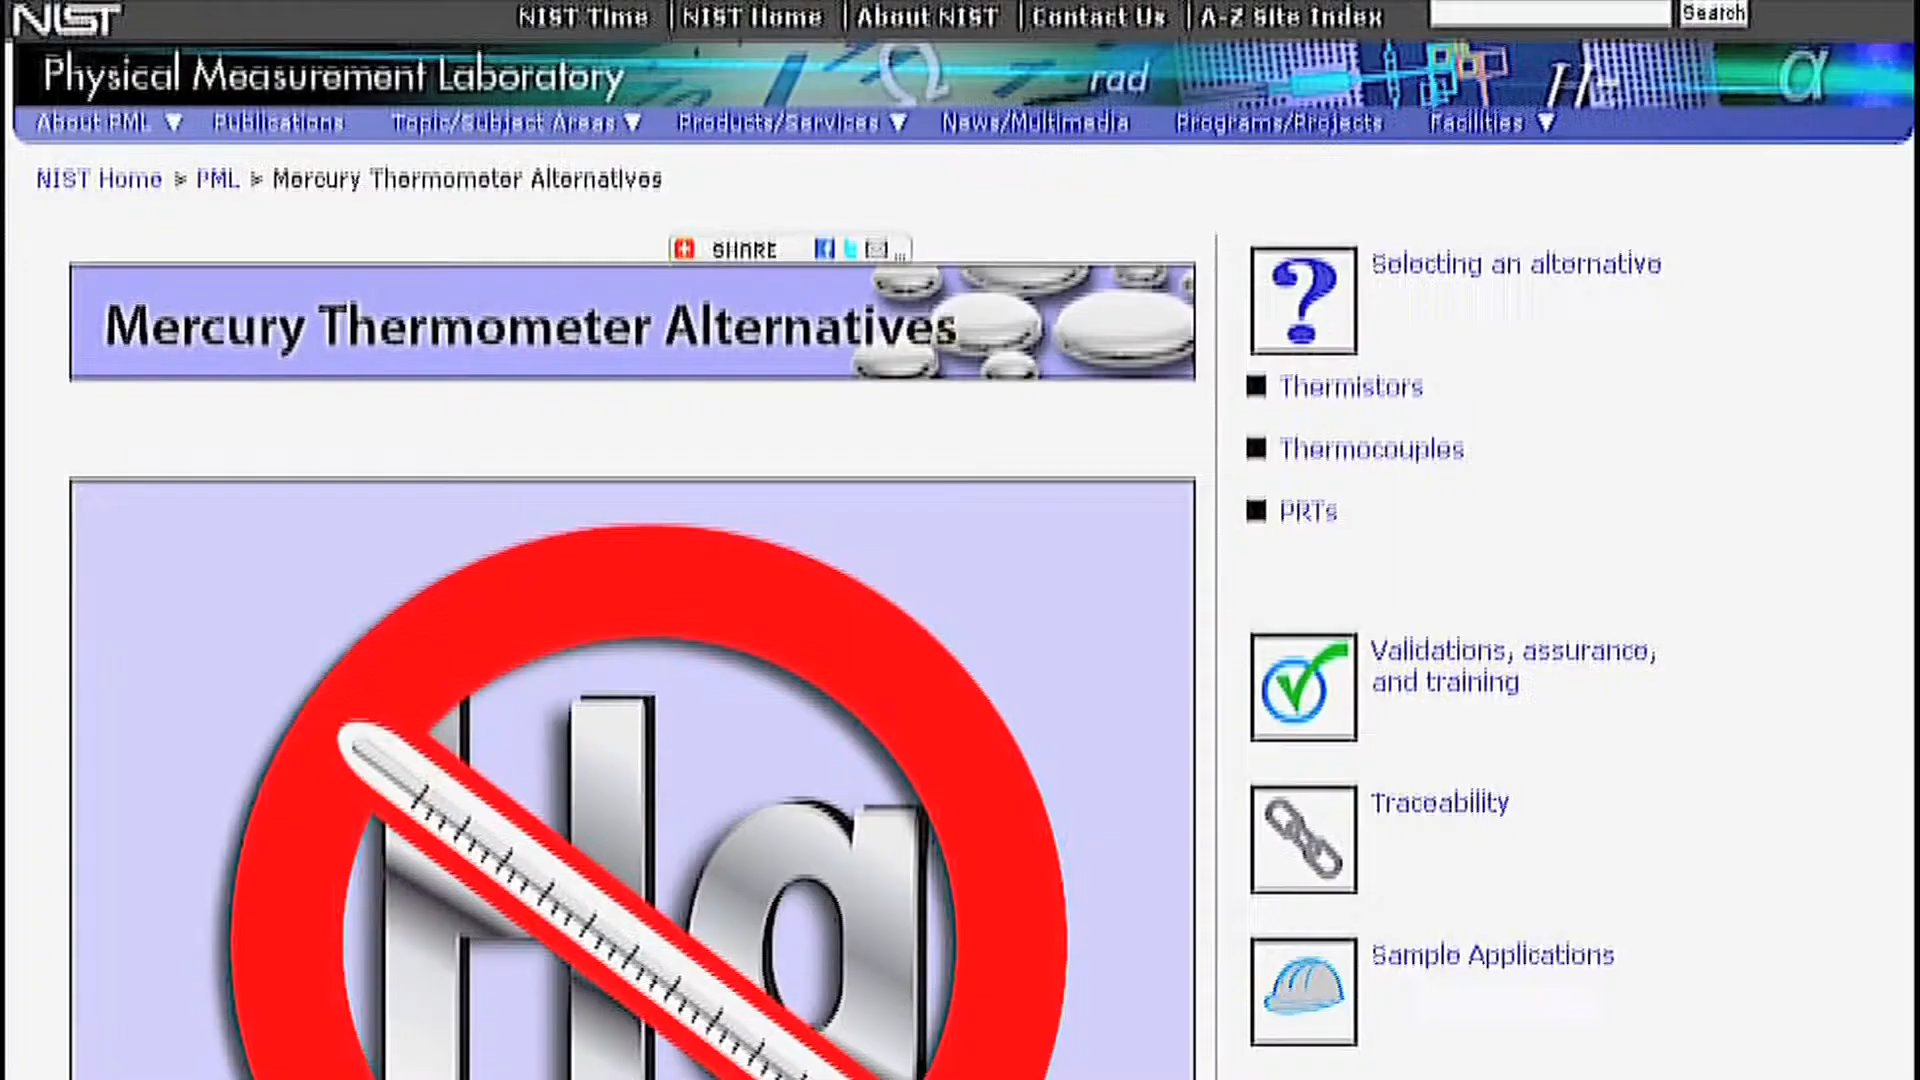 NIST
NIST Time | NIST Home | About NIST | Contact Us | A-Z Site Index
Search
Physical Measurement Laboratory
rad
α
About PML ▼ Publications Topic/Subject Areas ▼ Products/Services ▼ News/Multimedia Programs/Projects Facilities ▼
NIST Home > PML > Mercury Thermometer Alternatives
SHARE
Mercury Thermometer Alternatives
Hg
Selecting an alternative
Thermistors
Thermocouples
PRTs
Validations, assurance,
and training
Traceability
Sample Applications